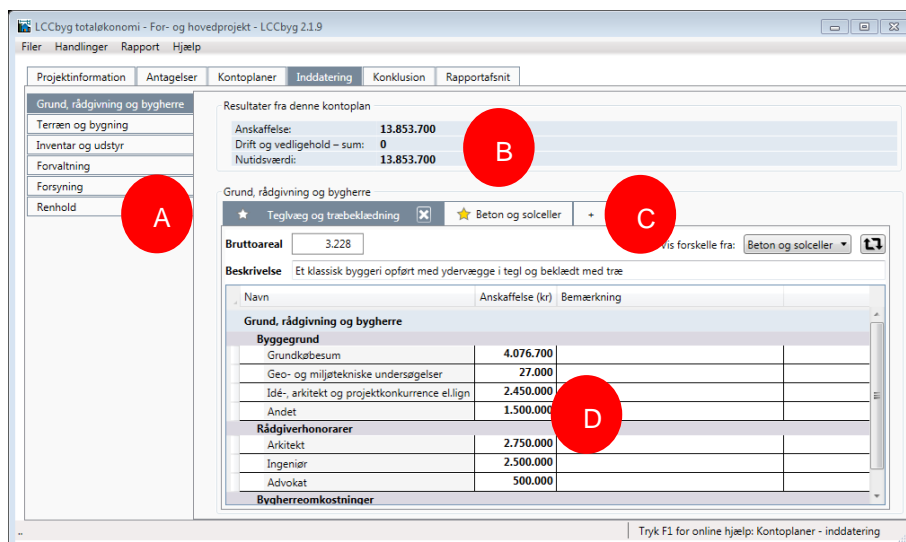 LCCbyg totaløkonomi - For- og hovedprojekt - LCCbyg 2.1.9
Filer Handlinger Rapport Hjælp
Projektinformation Antagelser Kontoplaner Inddatering Konklusion Rapportafsnit
Grund, rådgivning og bygherre
Terræn og bygning
Inventar og udstyr
Forvaltning
Forsyning
Renhold
A
Resultater fra denne kontoplan
Anskaffelse: 13.853.700
Drift og vedligehold – sum: 0
Nutidsværdi: 13.853.700
B
Grund, rådgivning og bygherre
Teglvæg og træbeklædning Beton og solceller +
C
Bruttoareal 3.228 is forskelle fra: Beton og solceller
Beskrivelse Et klassisk byggeri opført med ydervægge i tegl og beklædt med træ
Navn Anskaffelse (kr) Bemærkning
Grund, rådgivning og bygherre
Byggegrund
Grundkøbesum 4.076.700
Geo- og miljøtekniske undersøgelser 27.000
Idé-, arkitekt og projektkonkurrence el.lign 2.450.000
Andet 1.500.000
D
Rådgiverhonorarer
Arkitekt 2.750.000
Ingeniør 2.500.000
Advokat 500.000
Bygherreomkostninger
.. Tryk F1 for online hjælp: Kontoplaner - inddatering